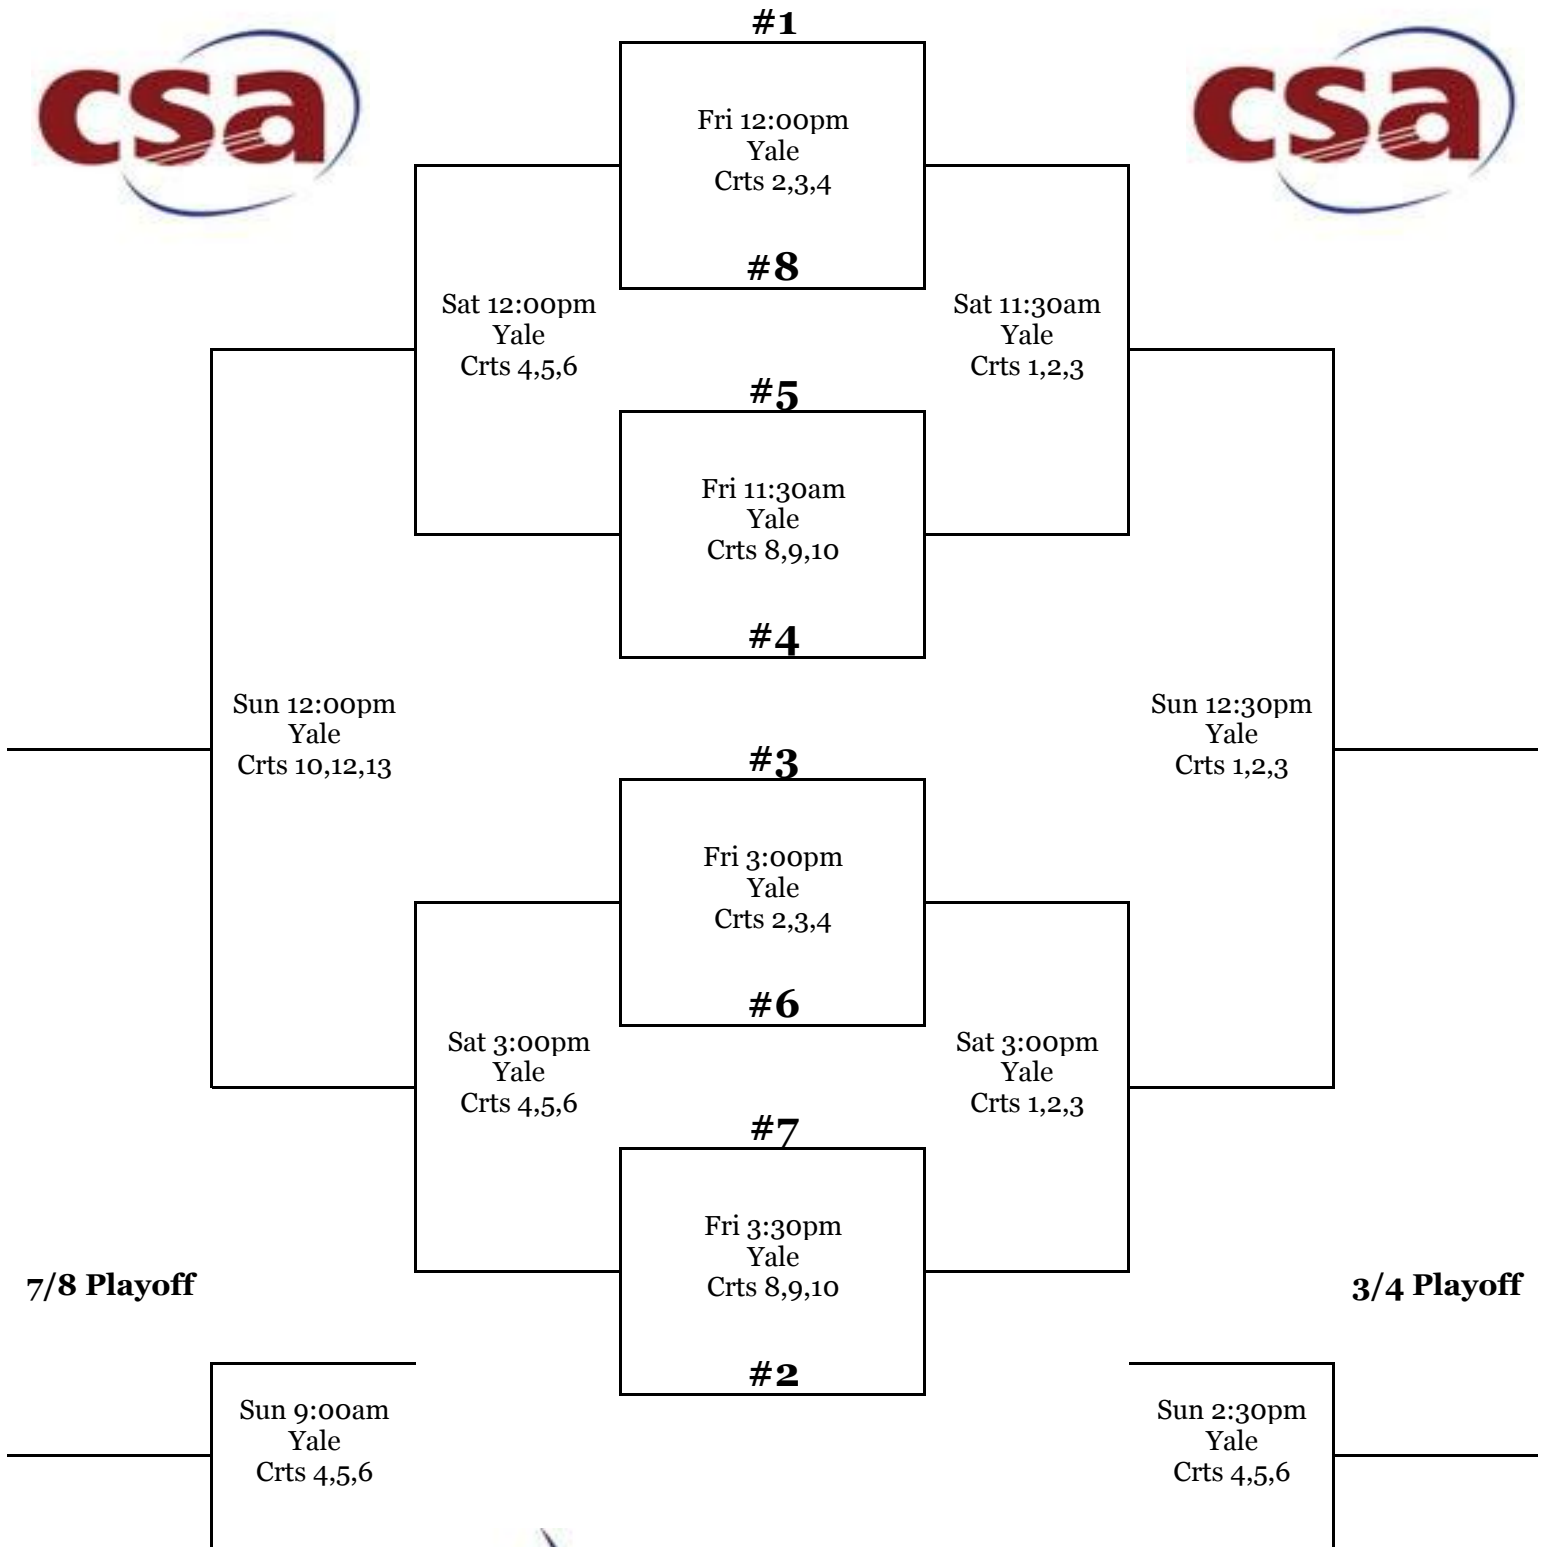 #1
csa
csa
Fri 12:00pm
Yale
Crts 2,3,4
#8
Sat 12:00pm
Yale
Crts 4,5,6
Sat 11:30am
Yale
Crts 1,2,3
#5
Fri 11:30am
Yale
Crts 8,9,10
#4
Sun 12:00pm
Yale
Crts 10,12,13
Sun 12:30pm
Yale
Crts 1,2,3
#3
Fri 3:00pm
Yale
Crts 2,3,4
#6
Sat 3:00pm
Yale
Crts 4,5,6
Sat 3:00pm
Yale
Crts 1,2,3
#7
Fri 3:30pm
Yale
Crts 8,9,10
7/8 Playoff
3/4 Playoff
#2
Sun 9:00am
Yale
Crts 4,5,6
Sun 2:30pm
Yale
Crts 4,5,6